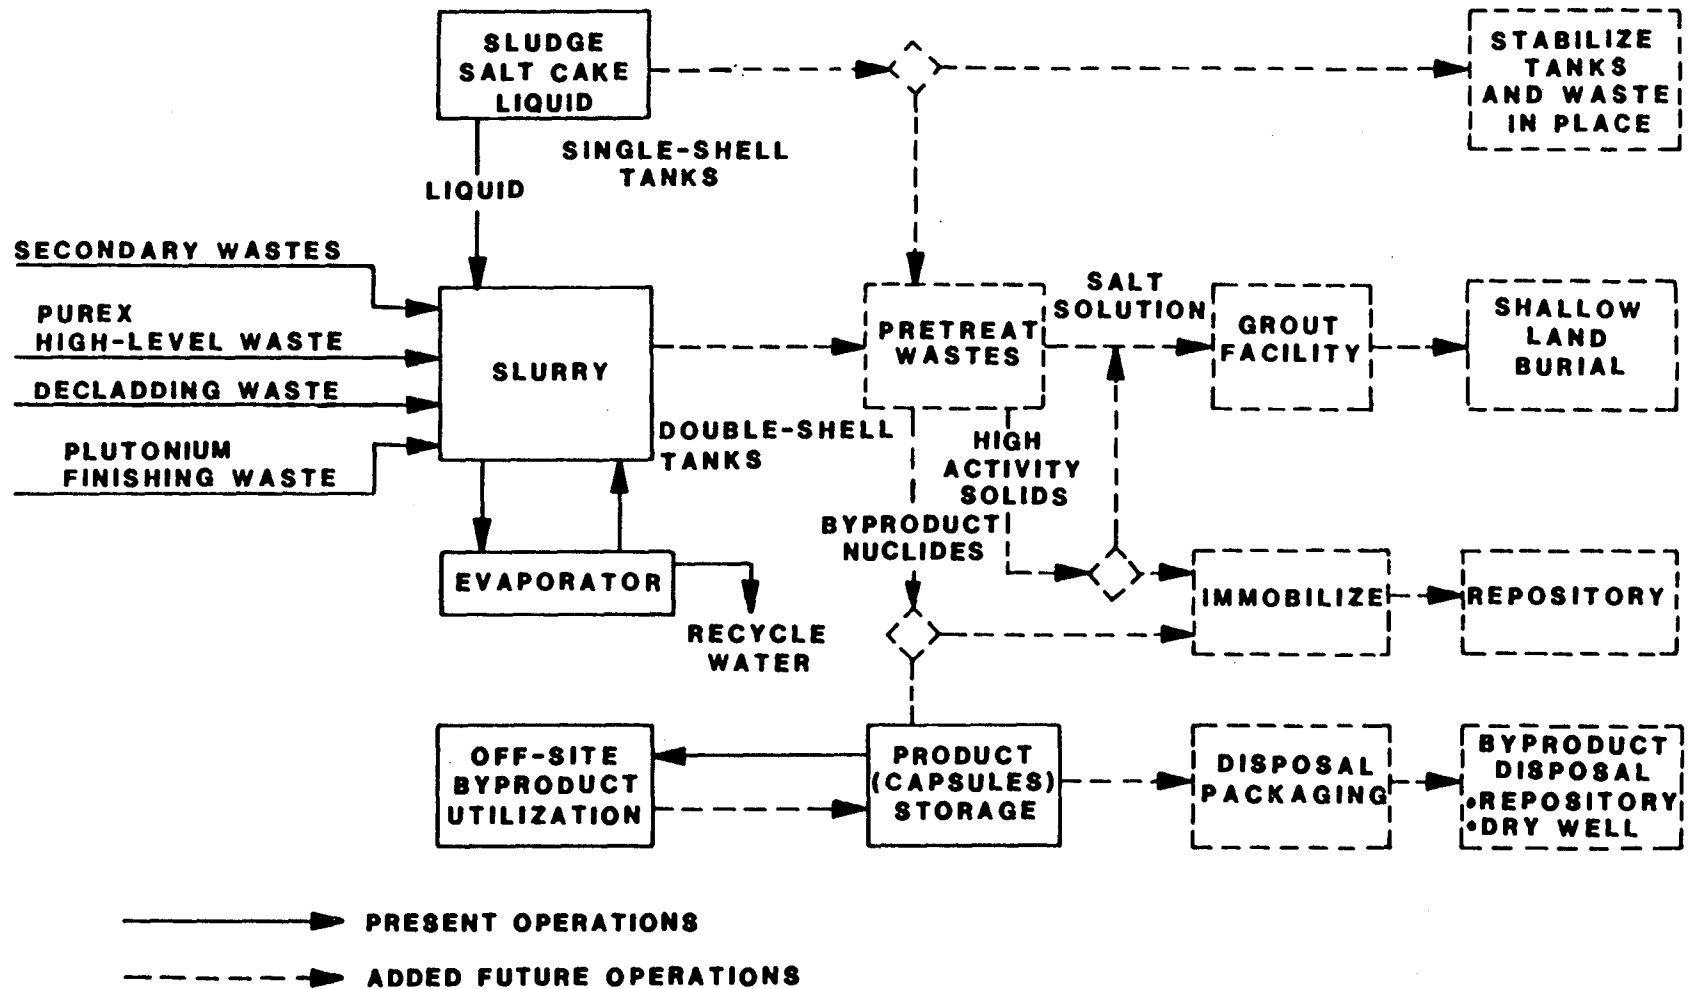 SLUDGE
SALT CAKE
LIQUID
STABILIZE
TANKS
AND WASTE
IN PLACE
SINGLE-SHELL
TANKS
LIQUID
SECONDARY WASTES
PUREX
HIGH-LEVEL WASTE
DECLADDING WASTE
PLUTONIUM
FINISHING WASTE
SLURRY
DOUBLE-SHELL
TANKS
PRETREAT
WASTES
SALT
SOLUTION
GROUT
FACILITY
SHALLOW
LAND
BURIAL
HIGH
ACTIVITY
SOLIDS
BYPRODUCT
NUCLIDES
EVAPORATOR
RECYCLE
WATER
IMMOBILIZE
REPOSITORY
OFF-SITE
BYPRODUCT
UTILIZATION
PRODUCT
(CAPSULES)
STORAGE
DISPOSAL
PACKAGING
BYPRODUCT
DISPOSAL
•REPOSITORY
•DRY WELL
PRESENT OPERATIONS
ADDED FUTURE OPERATIONS